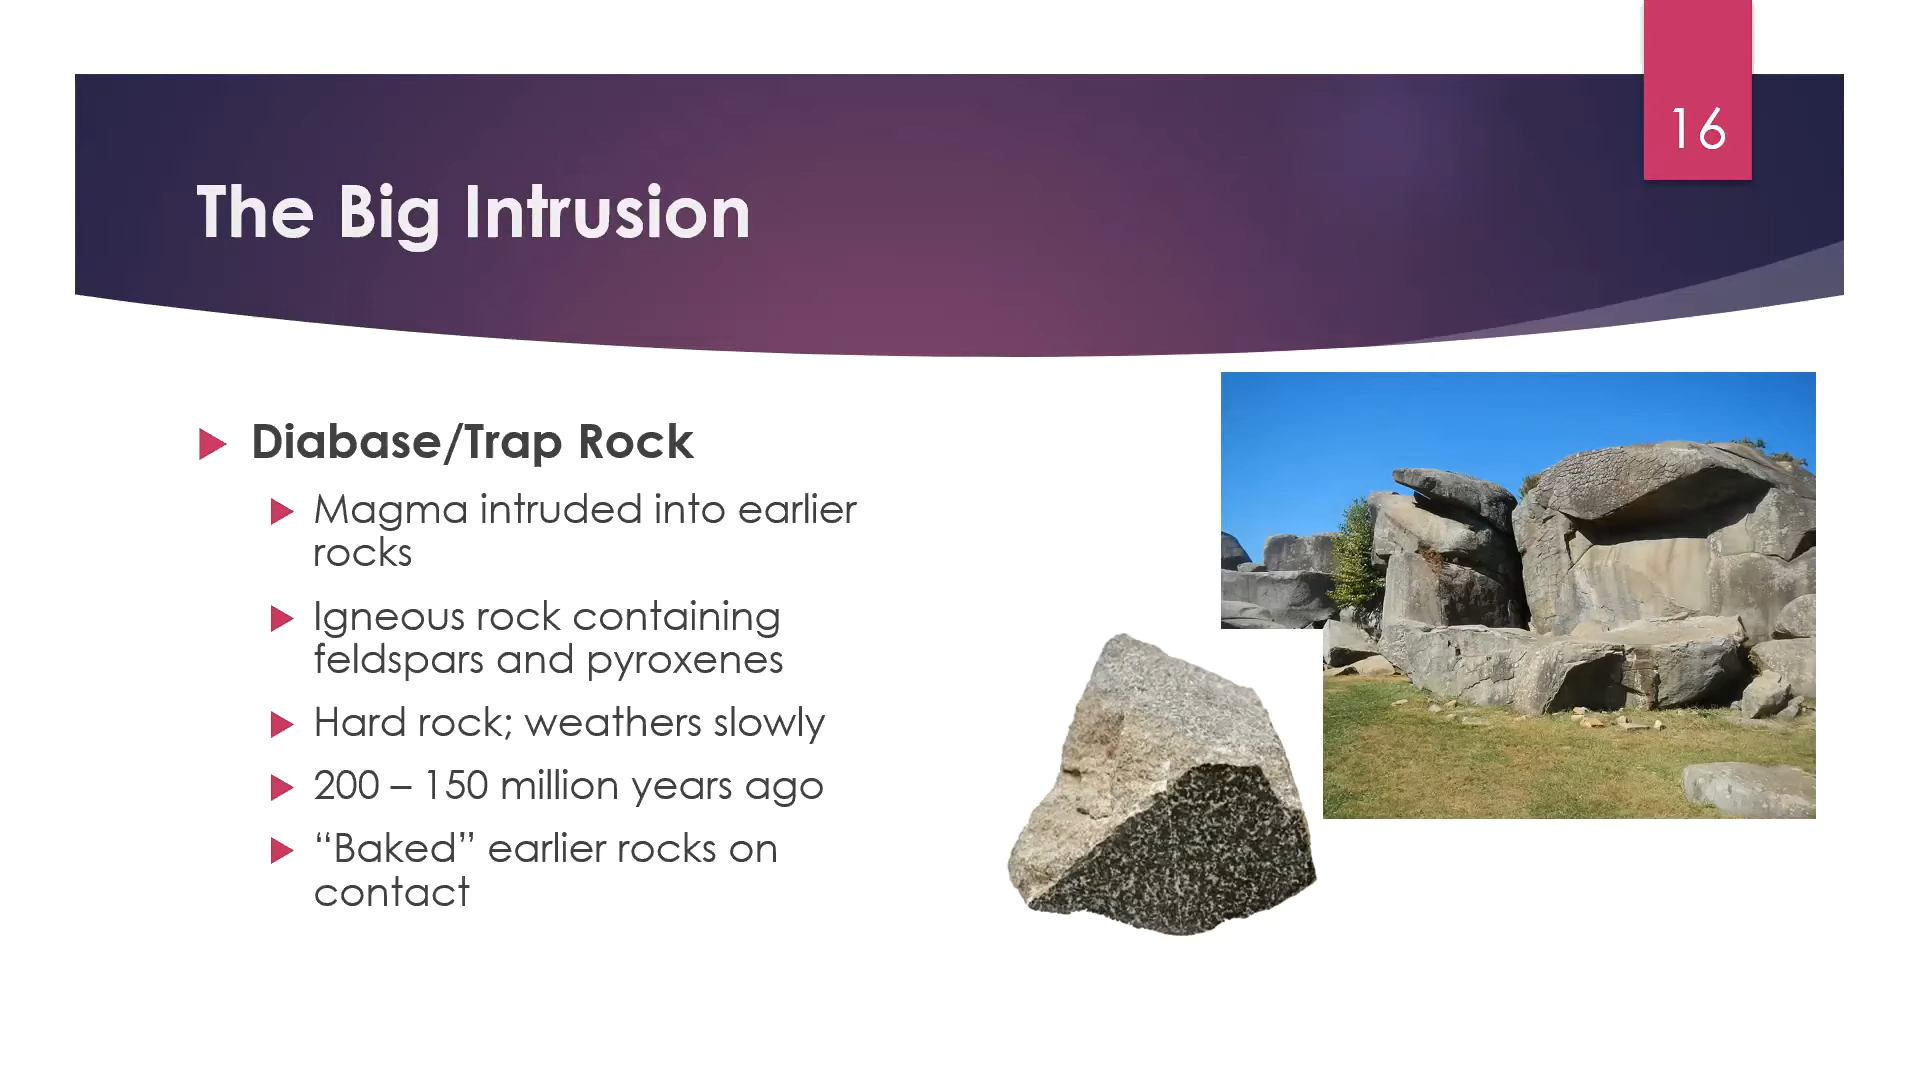 16
The Big Intrusion
Diabase/Trap Rock
Magma intruded into earlier
rocks
Igneous rock containing
feldspars and pyroxenes
Hard rock; weathers slowly
200 – 150 million years ago
“Baked” earlier rocks on
contact